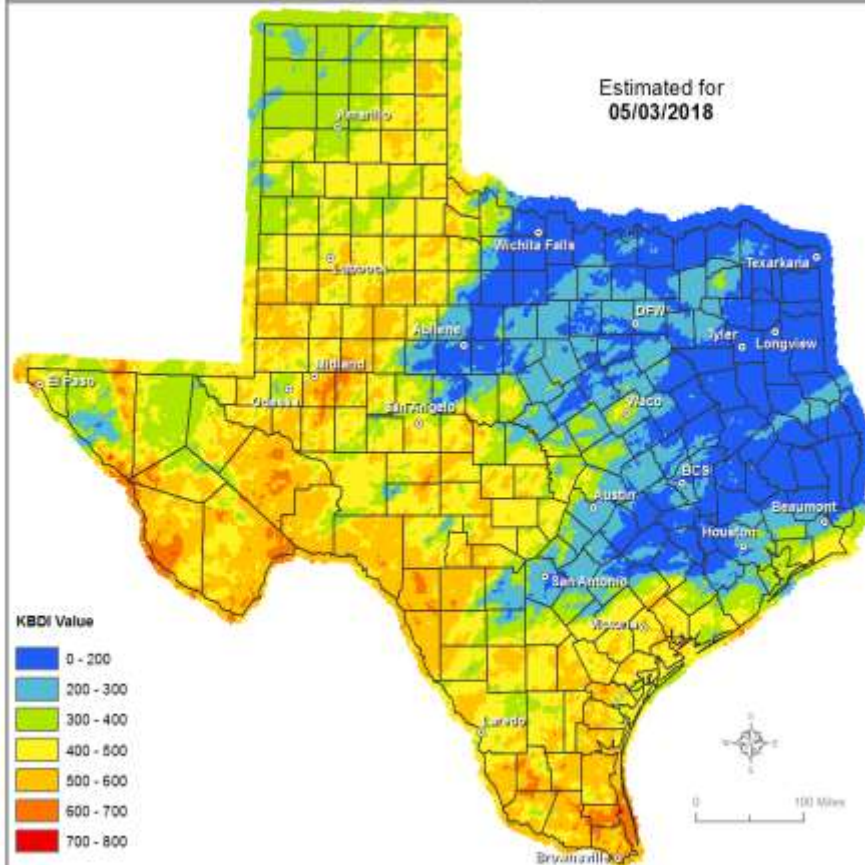 Estimated for
05/03/2018
Amarillo
Wichita Falls
Texarkana
Lubbock
DFW
Abilene
Tyler
Longview
Midland
El Paso
Odessa
San Angelo
Waco
BCS
Austin
Beaumont
Houston
San Antonio
Victoria
Laredo
Brownsville
KBDI Value
0 - 200
200 - 300
300 - 400
400 - 500
500 - 600
600 - 700
700 - 800
0 100 Miles